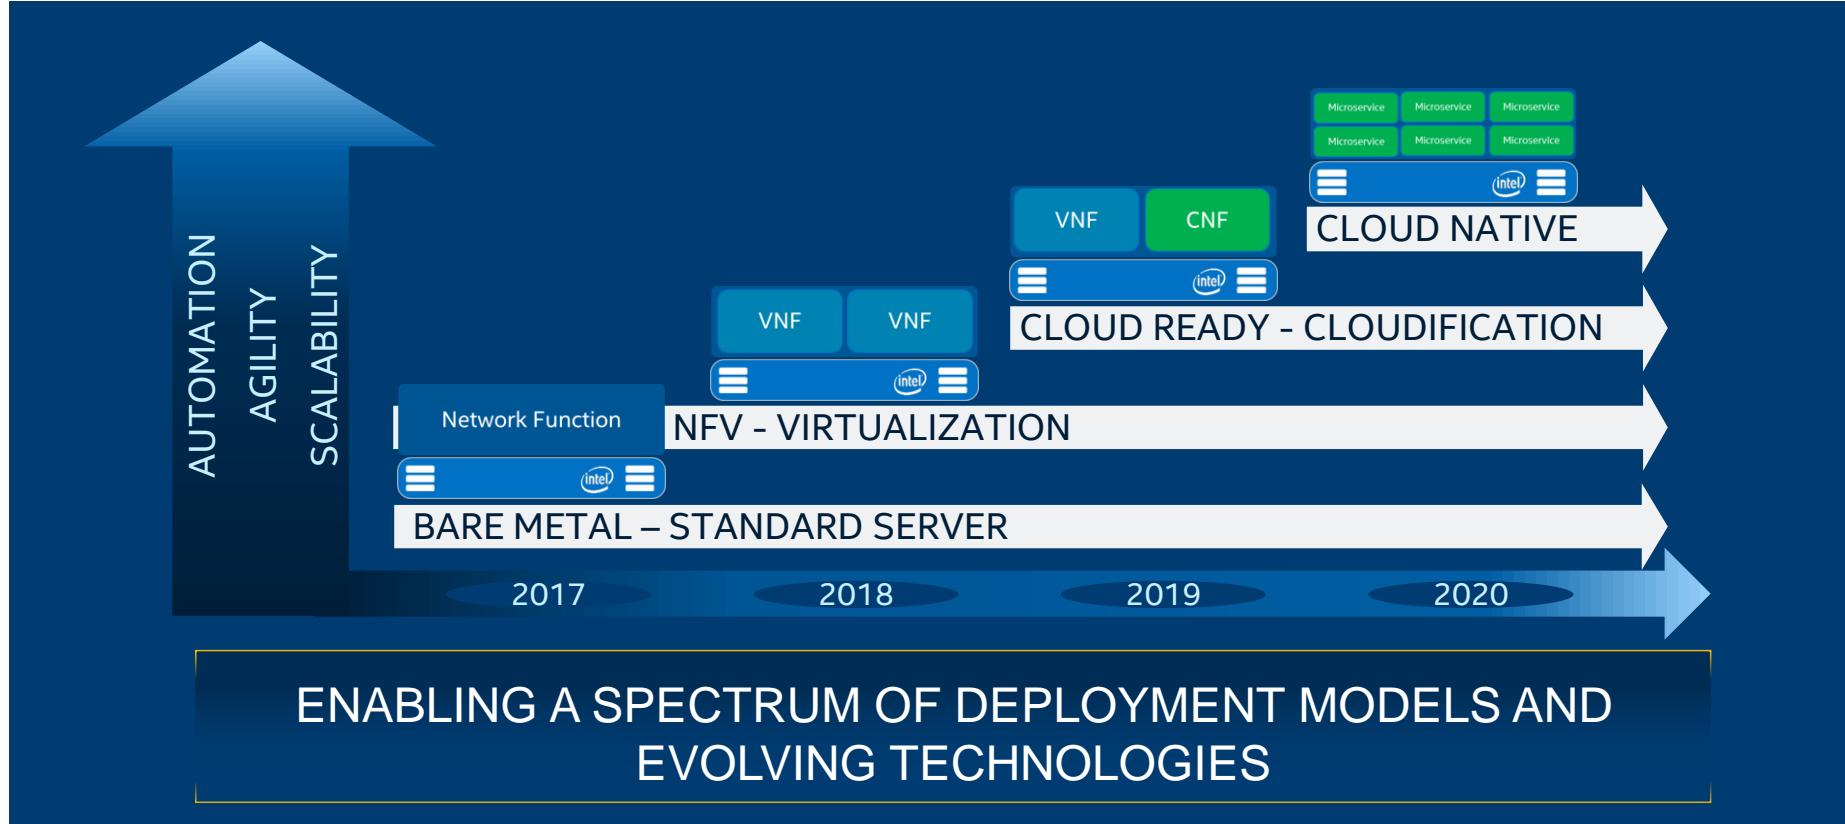 AUTOMATION
AGILITY
SCALABILITY
Microservice Microservice Microservice
Microservice Microservice Microservice
intel
CLOUD NATIVE
VNF CNF
intel
CLOUD READY - CLOUDIFICATION
VNF VNF
intel
Network Function
NFV - VIRTUALIZATION
intel
BARE METAL – STANDARD SERVER
2017 2018 2019 2020
ENABLING A SPECTRUM OF DEPLOYMENT MODELS AND
EVOLVING TECHNOLOGIES